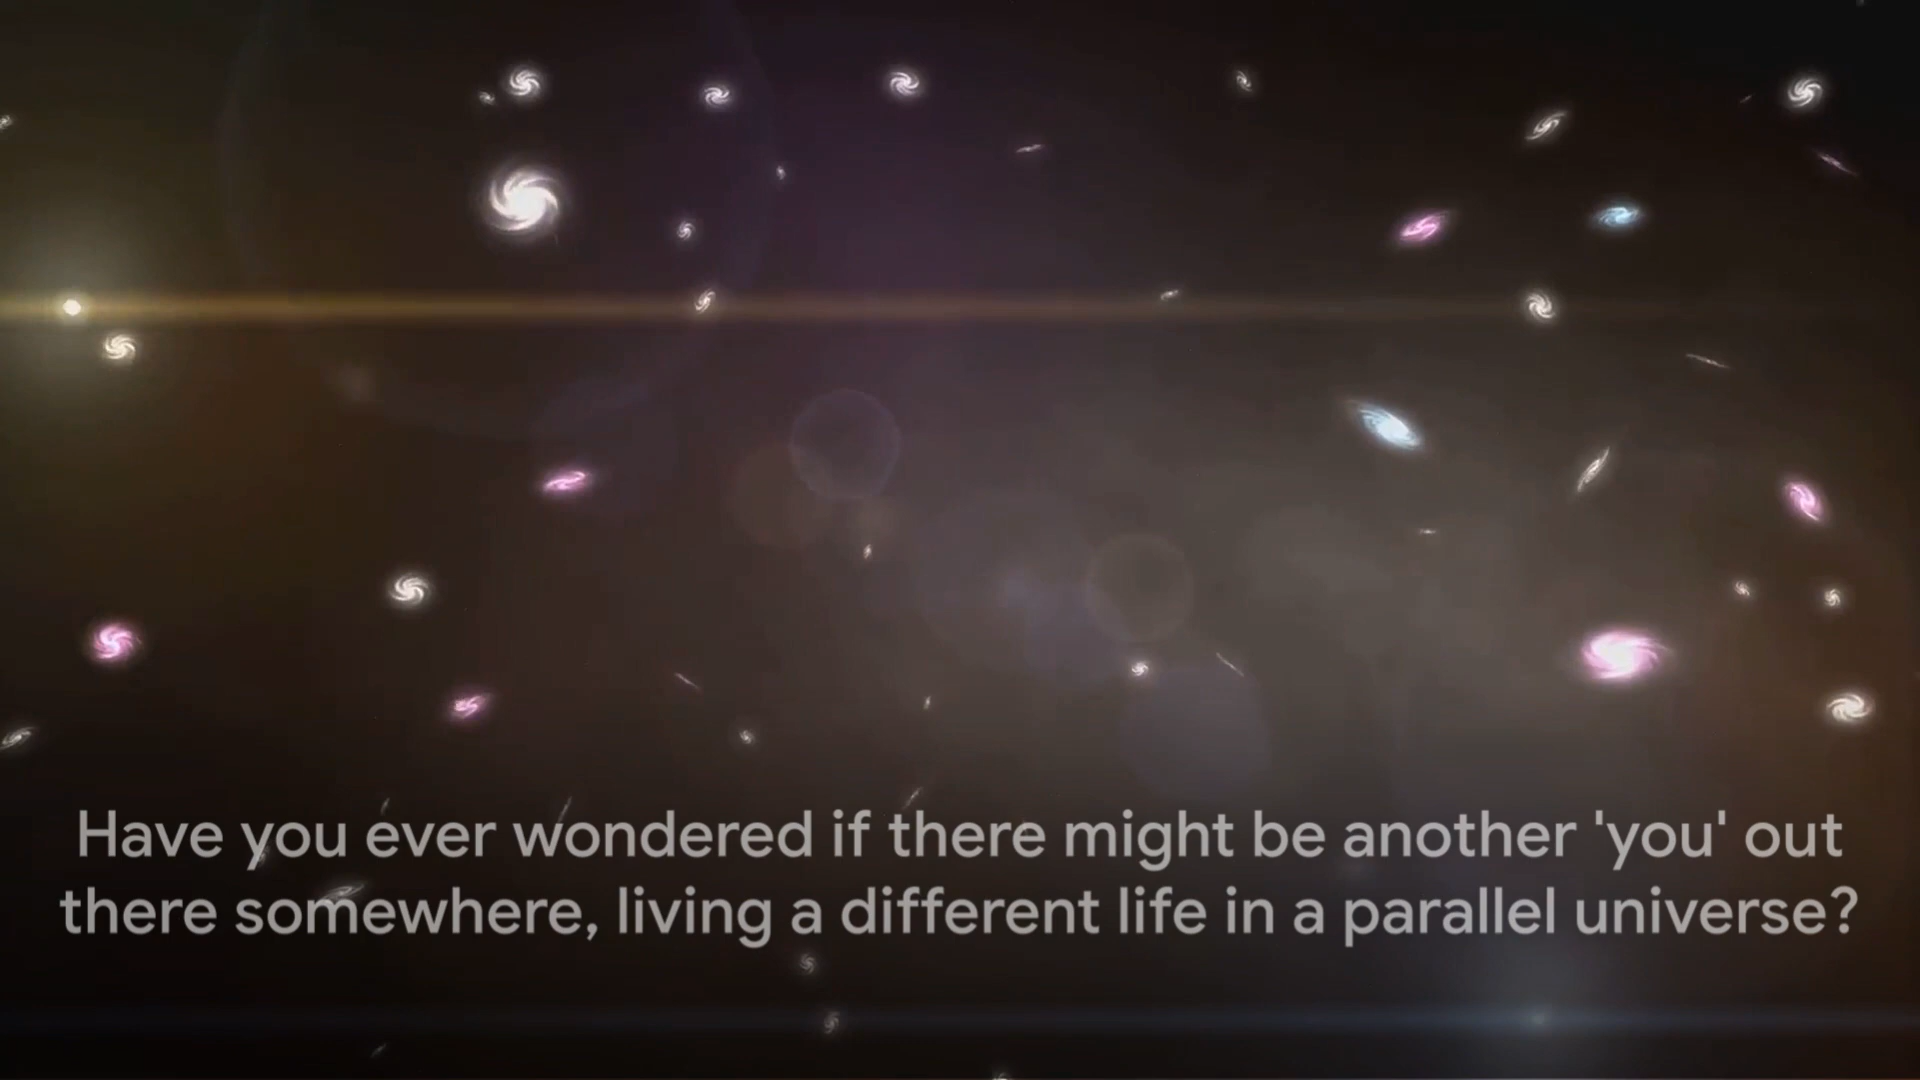 Have you ever wondered if there might be another 'you' out
there somewhere, living a different life in a parallel universe?